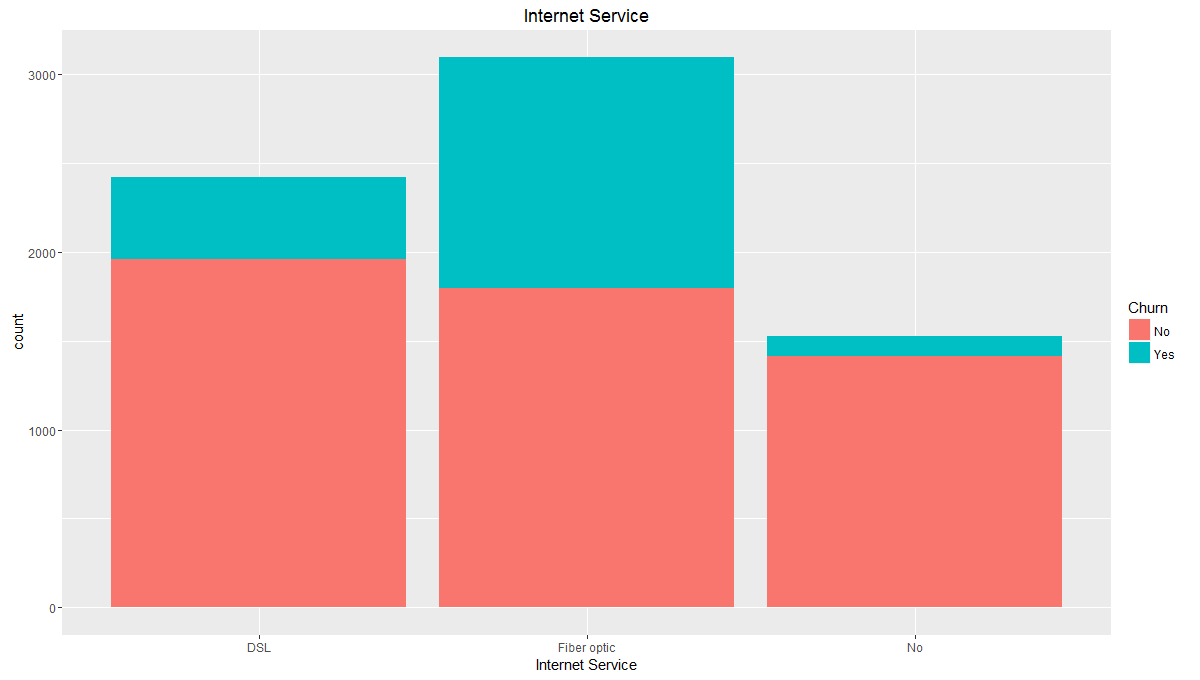 Internet Service
3000
2000
1000
0
count
DSL
Fiber optic
No
Internet Service
Churn
No
Yes